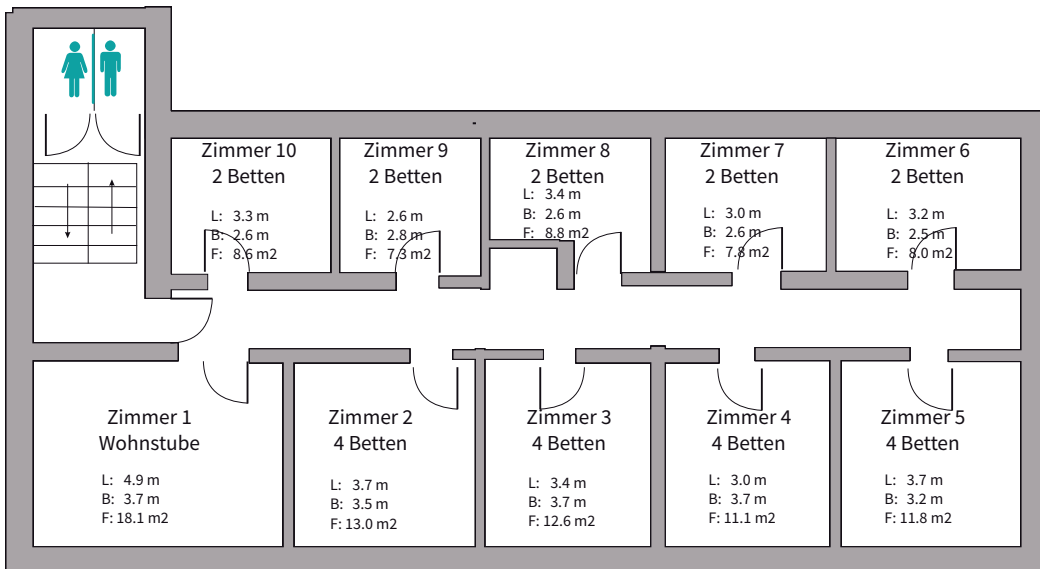 Zimmer 10
2 Betten
L: 3.3 m
B: 2.6 m
F: 8.6 m2
Zimmer 9
2 Betten
L: 2.6 m
B: 2.8 m
F: 7.3 m2
Zimmer 8
2 Betten
L: 3.4 m
B: 2.6 m
F: 8.8 m2
Zimmer 7
2 Betten
L: 3.0 m
B: 2.6 m
F: 7.8 m2
Zimmer 6
2 Betten
L: 3.2 m
B: 2.5 m
F: 8.0 m2
Zimmer 1
Wohnstube
L: 4.9 m
B: 3.7 m
F: 18.1 m2
Zimmer 2
4 Betten
L: 3.7 m
B: 3.5 m
F: 13.0 m2
Zimmer 3
4 Betten
L: 3.4 m
B: 3.7 m
F: 12.6 m2
Zimmer 4
4 Betten
L: 3.0 m
B: 3.7 m
F: 11.1 m2
Zimmer 5
4 Betten
L: 3.7 m
B: 3.2 m
F: 11.8 m2